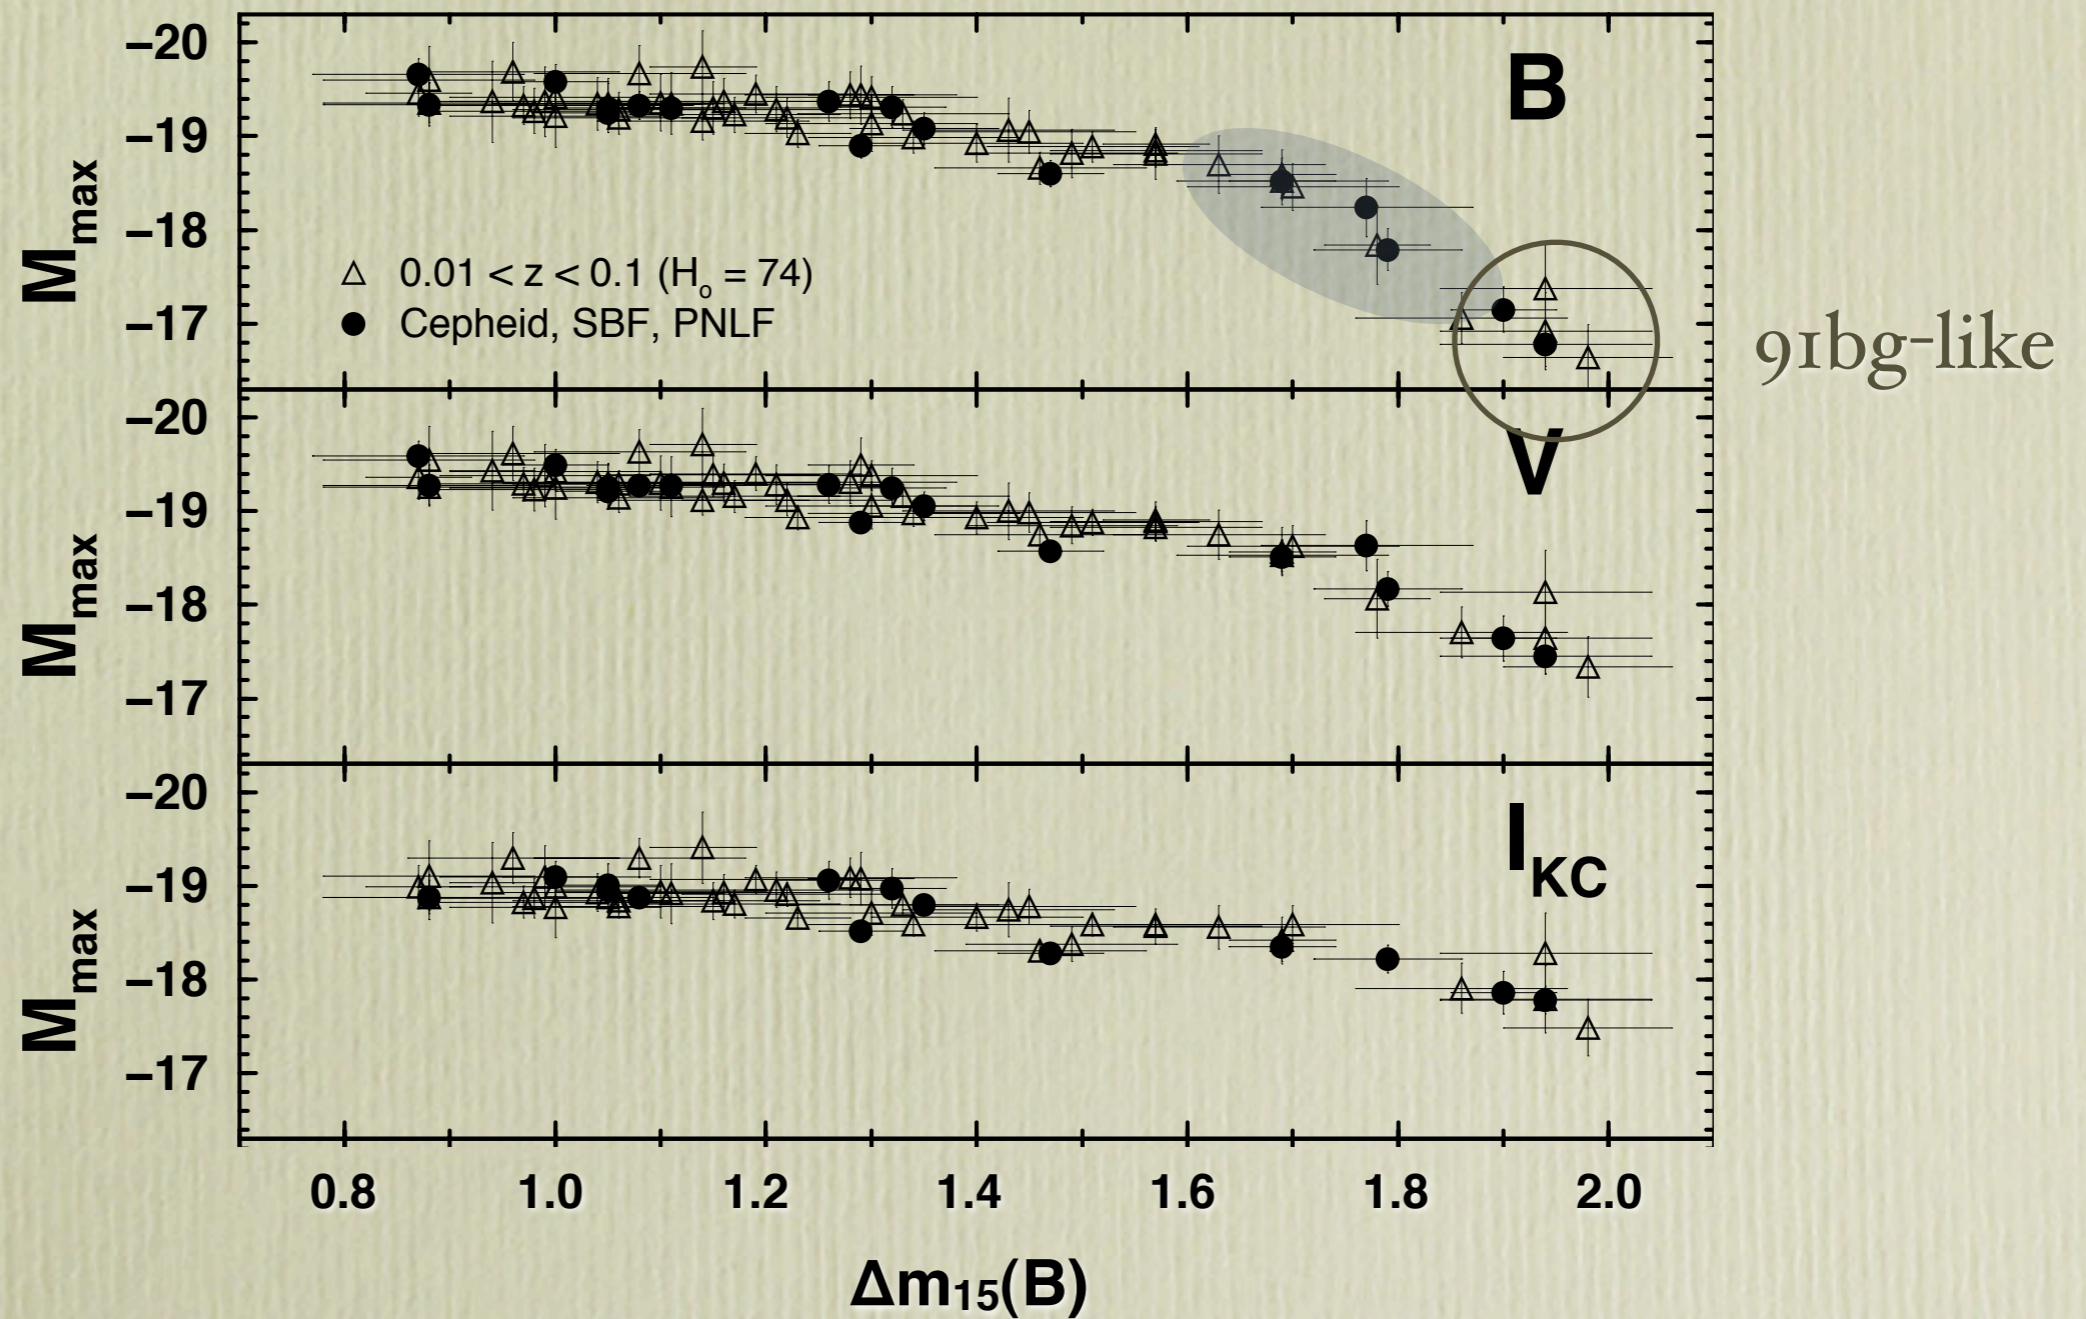 −20
−19
−18
−17
M_max
B
△ 0.01 < z < 0.1 (H_o = 74)
● Cepheid, SBF, PNLF
91bg-like
−20
−19
−18
−17
M_max
V
−20
−19
−18
−17
M_max
I_KC
0.8 1.0 1.2 1.4 1.6 1.8 2.0
Δm₁₅(B)